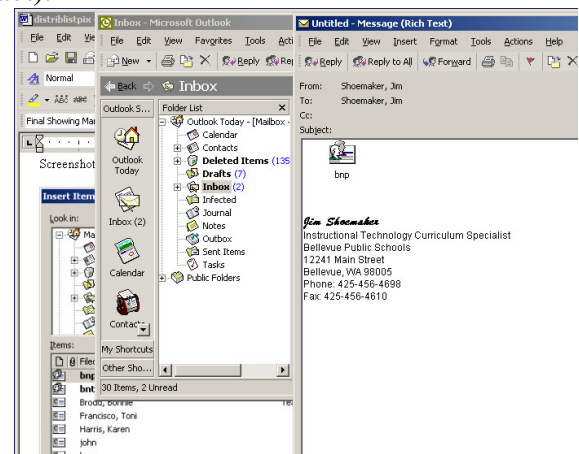 distriblistpix
File Edit
Normal
Final Showing
Screenshot
Insert Item
Look in:
Items:
bnp
bnt
Brodd, Bonnie
Francisco, Toni
Harris, Karen
john
Inbox - Microsoft Outlook
File Edit View Favorites Tools
New Reply
Back Inbox
Outlook S...
Outlook Today
Inbox (2)
Calendar
My Shortcuts
Other Sho...
Folder List X
Outlook Today - [Mailbox -
Calendar
Contacts
Deleted Items (135
Drafts (7)
Inbox (2)
Infected
Journal
Notes
Outbox
Sent Items
Tasks
Public Folders
30 Items, 2 Unread
Untitled - Message (Rich Text)
File Edit View Insert Format Tools Actions Help
Reply Reply to All Forward
From: Shoemaker, Jim
To: Shoemaker, Jim
Cc:
Subject:
bnp
Jim Shoemaker
Instructional Technology Curriculum Specialist
Bellevue Public Schools
12241 Main Street
Bellevue, WA 98005
Phone: 425-456-4698
Fax: 425-456-4610